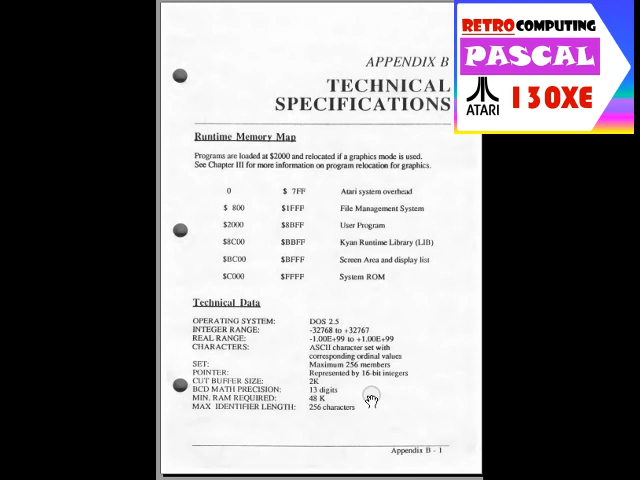 RETROCOMPUTING
PASCAL
ATARI
130XE
APPENDIX B
TECHNICAL
SPECIFICATIONS
Runtime Memory Map
Programs are loaded at $2000 and relocated if a graphics mode is used.
See Chapter III for more information on program relocation for graphics.
0 $ 7FF Atari system overhead
$ 800 $1FFF File Management System
$2000 $8BFF User Program
$8C00 $BBFF Kyan Runtime Library (LIB)
$BC00 $BFFF Screen Area and display list
$C000 $FFFF System ROM
Technical Data
OPERATING SYSTEM: DOS 2.5
INTEGER RANGE: -32768 to +32767
REAL RANGE: -1.00E+99 to +1.00E+99
CHARACTERS: ASCII character set with
corresponding ordinal values
SET: Maximum 256 members
POINTER: Represented by 16-bit integers
CUT BUFFER SIZE: 2K
BCD MATH PRECISION: 13 digits
MIN. RAM REQUIRED: 48 K
MAX IDENTIFIER LENGTH: 256 characters
Appendix B - 1